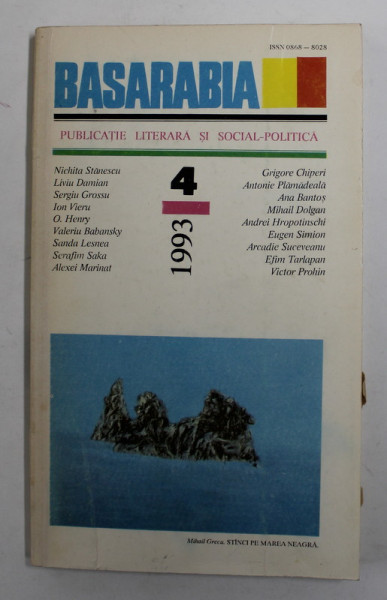 ISSN 0868 — 8028
BASARABIA
PUBLICAȚIE LITERARĂ ȘI SOCIAL-POLITICĂ
Nichita Stănescu
Liviu Damian
Sergiu Grossu
Ion Vieru
O. Henry
Valeriu Babansky
Sanda Lesnea
Serafim Saka
Alexei Marinat
4
1993
Grigore Chiperi
Antonie Plămădeală
Ana Bantoș
Mihail Dolgan
Andrei Hropotinschi
Eugen Simion
Arcadie Suceveanu
Efim Tarlapan
Victor Prohin
Mihail Grecu. STÎNCI PE MAREA NEAGRĂ.